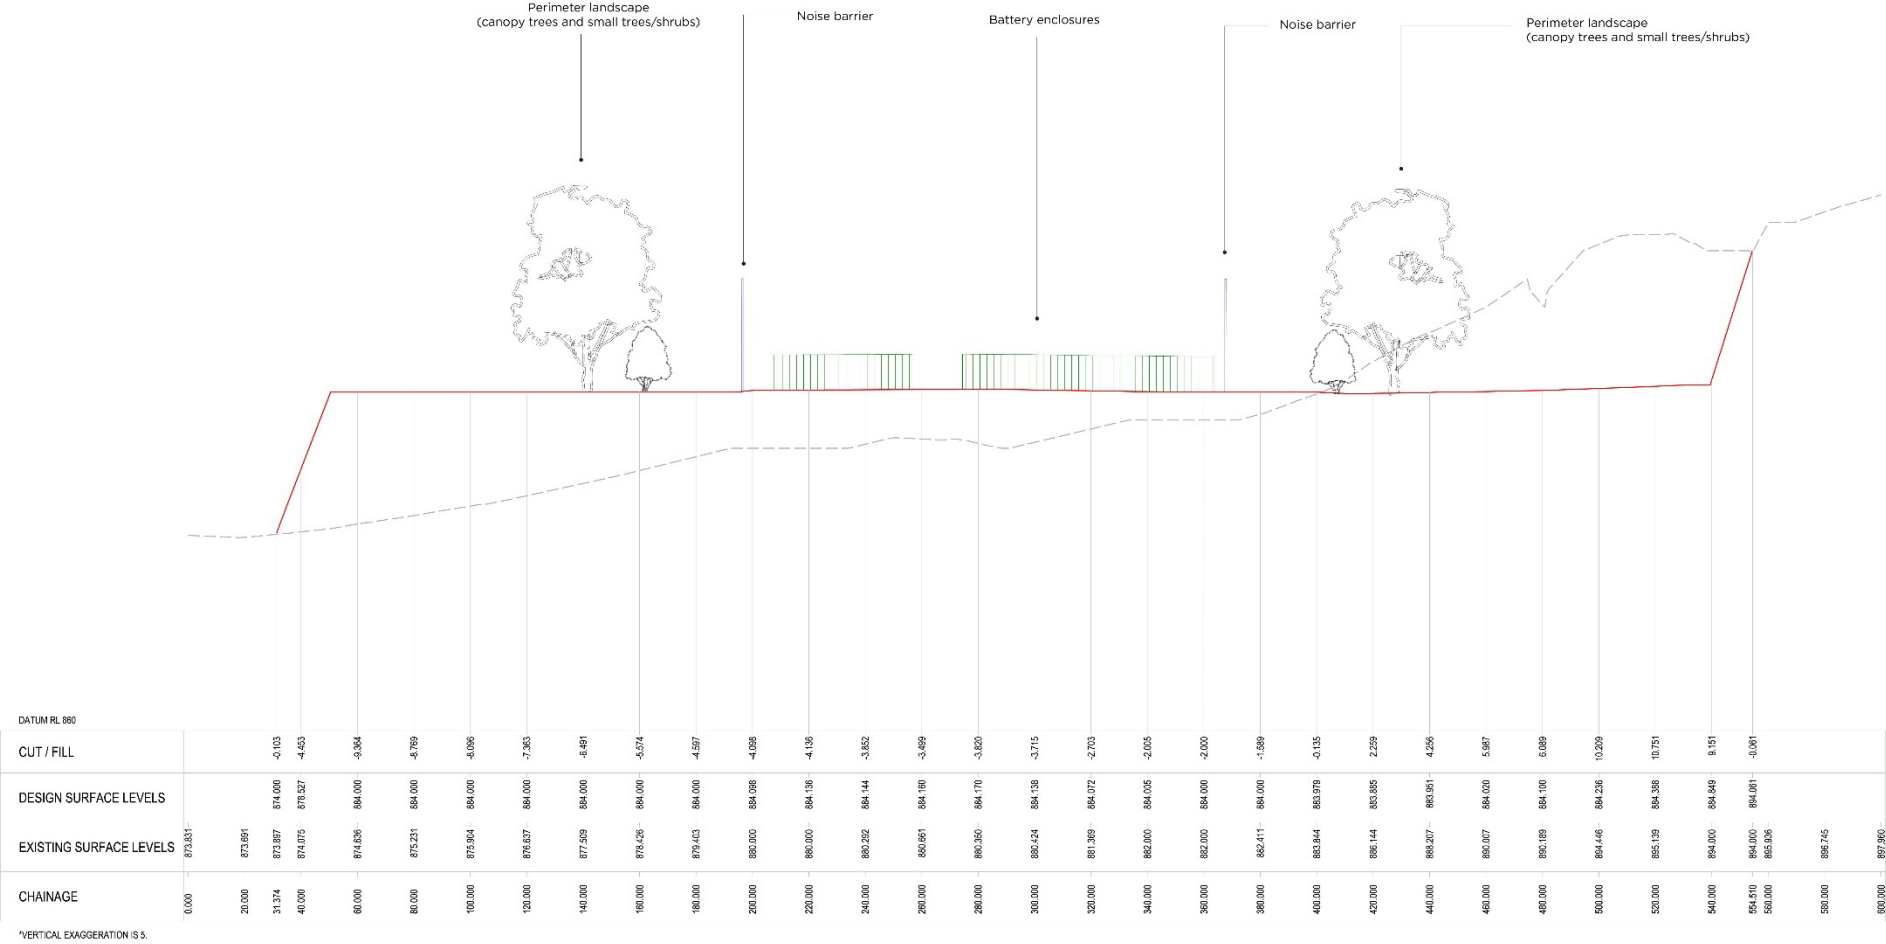 Perimeter landscape
(canopy trees and small trees/shrubs)
Noise barrier
Battery enclosures
Noise barrier
Perimeter landscape
(canopy trees and small trees/shrubs)
DATUM RL 860
CUT / FILL -0.103 -4.453 -9.364 -8.769 -8.096 -7.363 -6.491 -5.574 -4.597 -4.098 -4.136 -3.852 -3.499 -3.820 -3.715 -2.703 -2.005 -2.000 -1.589 -0.135 2.259 4.256 5.987 6.089 10.209 10.751 9.151 -0.061
DESIGN SURFACE LEVELS 874.000 878.527 884.000 884.000 884.000 884.000 884.000 884.000 884.000 884.098 884.136 884.144 884.160 884.170 884.138 884.072 884.005 884.000 884.000 883.979 883.885 883.951 884.020 884.100 884.236 884.388 884.849 894.061
EXISTING SURFACE LEVELS 873.831 873.691 873.897 874.075 874.636 875.231 875.904 876.637 877.509 878.426 879.403 880.000 880.000 880.292 880.661 880.350 880.424 881.369 882.000 882.000 882.411 883.844 886.144 888.207 890.007 890.189 894.446 895.139 894.000 894.000 895.936 896.745 897.960
CHAINAGE 0.000 20.000 31.374 40.000 60.000 80.000 100.000 120.000 140.000 160.000 180.000 200.000 220.000 240.000 260.000 280.000 300.000 320.000 340.000 360.000 380.000 400.000 420.000 440.000 460.000 480.000 500.000 520.000 540.000 554.510 560.000 580.000 600.000
*VERTICAL EXAGGERATION IS 5.